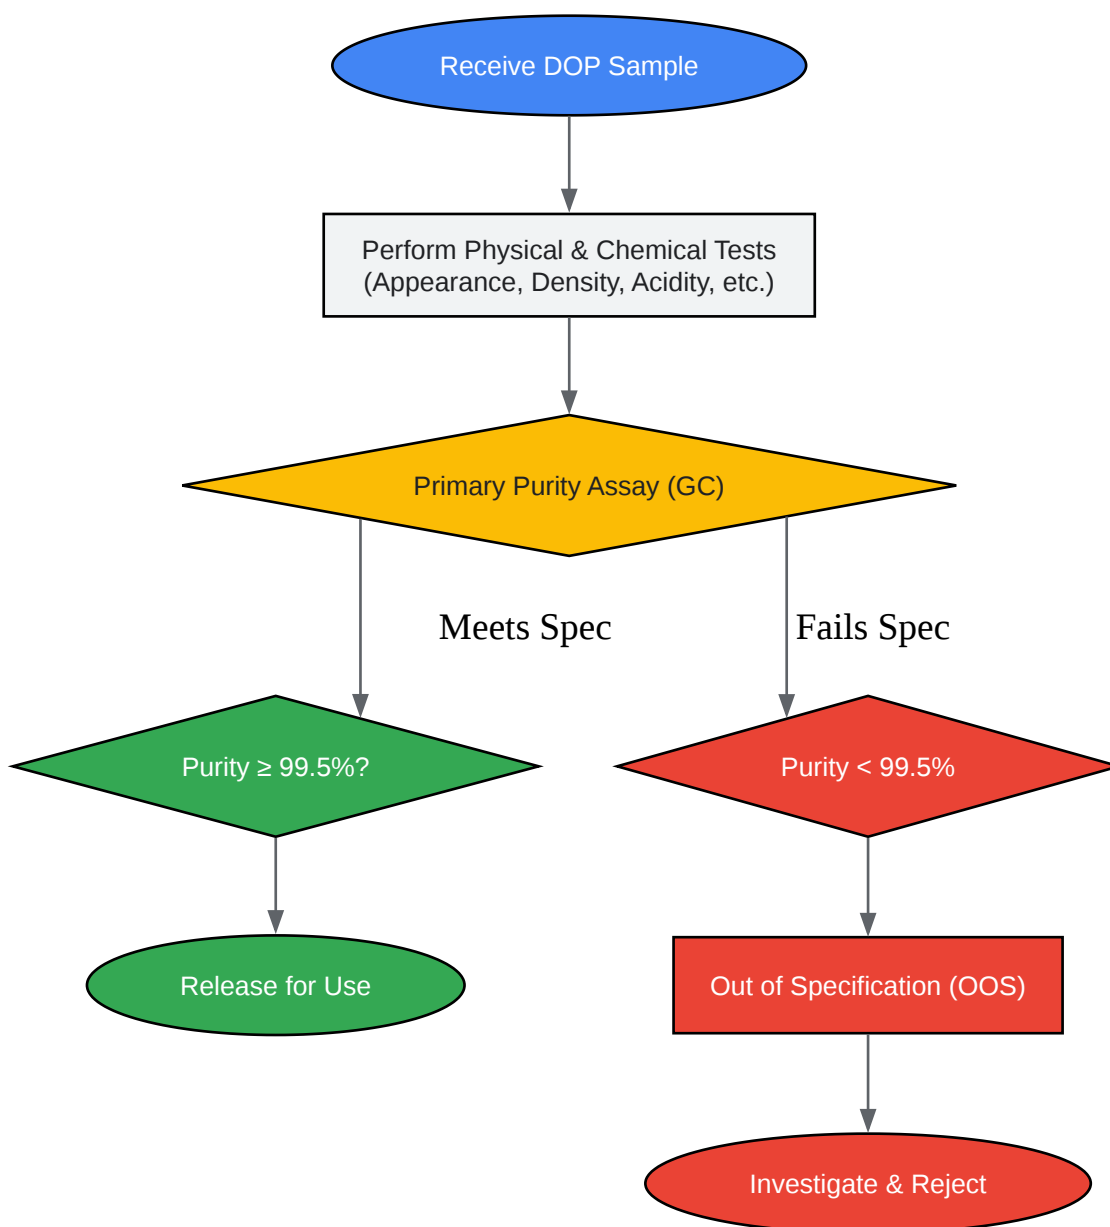 Receive DOP Sample
Perform Physical & Chemical Tests
(Appearance, Density, Acidity, etc.)
Primary Purity Assay (GC)
Meets Spec
Fails Spec
Purity ≥ 99.5%?
Purity < 99.5%
Release for Use
Out of Specification (OOS)
Investigate & Reject